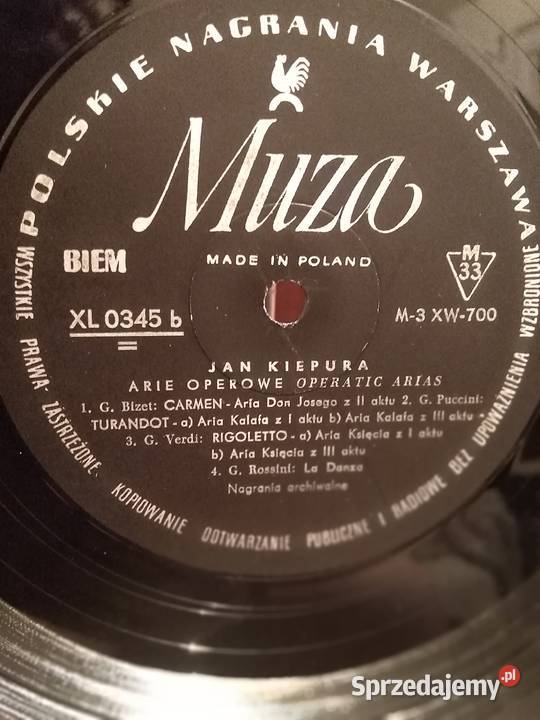 POLSKIE NAGRANIA WARSZAWA
Muza
BIEM
MADE IN POLAND
M
33
XL 0345 b
M-3 XW-700
JAN KIEPURA
ARIE OPEROWE OPERATIC ARIAS
1. G. Bizet: CARMEN - Aria Don Josego z II aktu 2. G. Puccini:
TURANDOT - a) Aria Kalafa z I aktu b) Aria Kalafa z III aktu -
3. G. Verdi: RIGOLETTO - a) Aria Księcia z I aktu
b) Aria Księcia z III aktu
4. G. Rossini: La Danza
Nagrania archiwalne
WSZYSTKIE PRAWA ZASTRZEŻONE. KOPIOWANIE ODTWARZANIE PUBLICZNE I RADIOWE BEZ UPOWAŻNIENIA WZBRONIONE
Sprzedajemy.pl